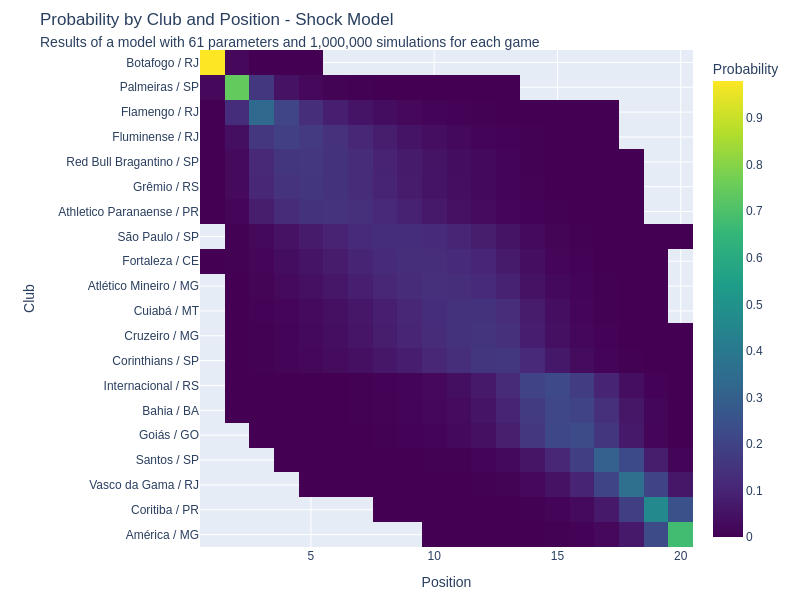 Probability by Club and Position - Shock Model
Results of a model with 61 parameters and 1,000,000 simulations for each game
Probability
Botafogo / RJ
Palmeiras / SP
Flamengo / RJ
Fluminense / RJ
Red Bull Bragantino / SP
Grêmio / RS
Athletico Paranaense / PR
São Paulo / SP
Fortaleza / CE
Atlético Mineiro / MG
Cuiabá / MT
Cruzeiro / MG
Corinthians / SP
Internacional / RS
Bahia / BA
Goiás / GO
Santos / SP
Vasco da Gama / RJ
Coritiba / PR
América / MG
Club
5
10
15
20
Position
0.9
0.8
0.7
0.6
0.5
0.4
0.3
0.2
0.1
0